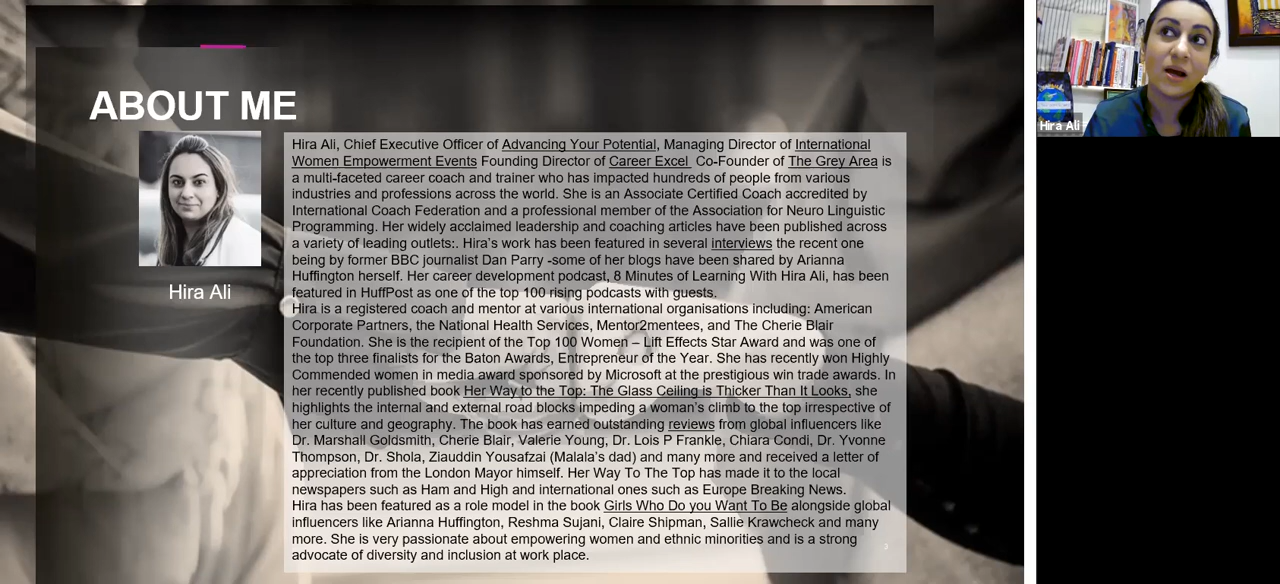 ABOUT ME
Hira Ali
Hira Ali, Chief Executive Officer of Advancing Your Potential, Managing Director of International
Women Empowerment Events Founding Director of Career Excel Co-Founder of The Grey Area is
a multi-faceted career coach and trainer who has impacted hundreds of people from various
industries and professions across the world. She is an Associate Certified Coach accredited by
International Coach Federation and a professional member of the Association for Neuro Linguistic
Programming. Her widely acclaimed leadership and coaching articles have been published across
a variety of leading outlets:. Hira’s work has been featured in several interviews the recent one
being by former BBC journalist Dan Parry -some of her blogs have been shared by Arianna
Huffington herself. Her career development podcast, 8 Minutes of Learning With Hira Ali, has been
featured in HuffPost as one of the top 100 rising podcasts with guests.
Hira is a registered coach and mentor at various international organisations including: American
Corporate Partners, the National Health Services, Mentor2mentees, and The Cherie Blair
Foundation. She is the recipient of the Top 100 Women – Lift Effects Star Award and was one of
the top three finalists for the Baton Awards, Entrepreneur of the Year. She has recently won Highly
Commended women in media award sponsored by Microsoft at the prestigious win trade awards. In
her recently published book Her Way to the Top: The Glass Ceiling is Thicker Than It Looks, she
highlights the internal and external road blocks impeding a woman’s climb to the top irrespective of
her culture and geography. The book has earned outstanding reviews from global influencers like
Dr. Marshall Goldsmith, Cherie Blair, Valerie Young, Dr. Lois P Frankle, Chiara Condi, Dr. Yvonne
Thompson, Dr. Shola, Ziauddin Yousafzai (Malala’s dad) and many more and received a letter of
appreciation from the London Mayor himself. Her Way To The Top has made it to the local
newspapers such as Ham and High and international ones such as Europe Breaking News.
Hira has been featured as a role model in the book Girls Who Do you Want To Be alongside global
influencers like Arianna Huffington, Reshma Sujani, Claire Shipman, Sallie Krawcheck and many
more. She is very passionate about empowering women and ethnic minorities and is a strong
advocate of diversity and inclusion at work place.
Hira Ali